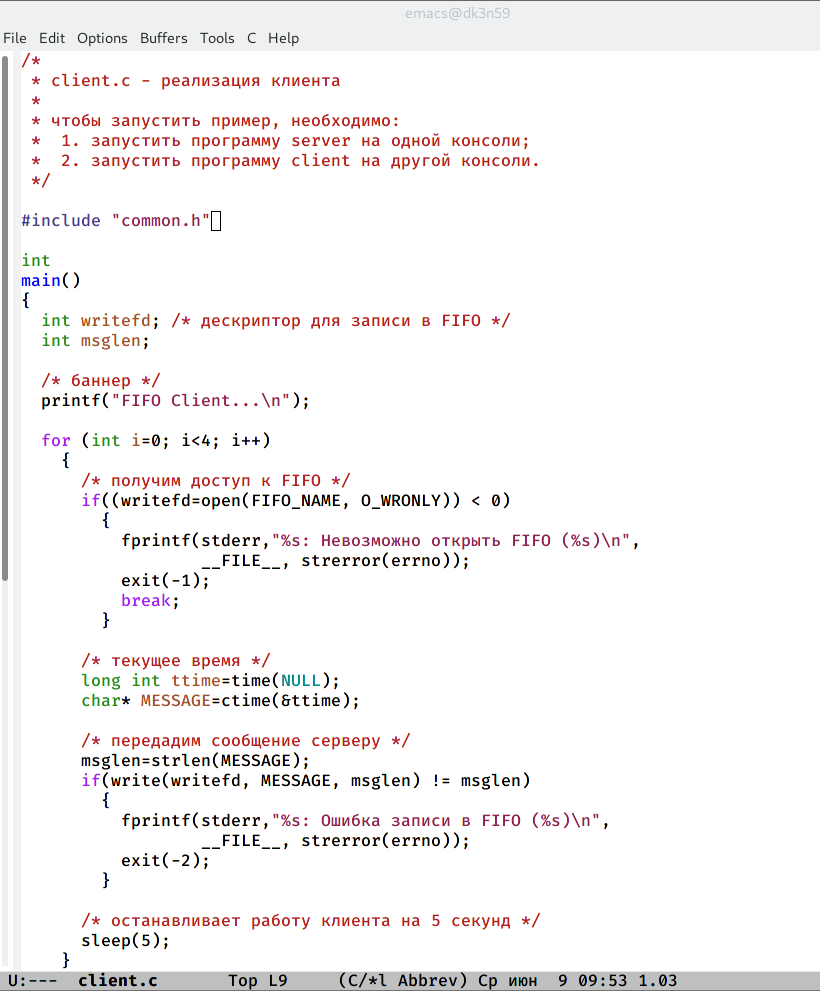 emacs@dk3n59
File Edit Options Buffers Tools C Help
/*
 * client.c - реализация клиента
 *
 * чтобы запустить пример, необходимо:
 *  1. запустить программу server на одной консоли;
 *  2. запустить программу client на другой консоли.
 */

#include "common.h"

int
main()
{
  int writefd; /* дескриптор для записи в FIFO */
  int msglen;

  /* баннер */
  printf("FIFO Client...\n");

  for (int i=0; i<4; i++)
    {
      /* получим доступ к FIFO */
      if((writefd=open(FIFO_NAME, O_WRONLY)) < 0)
        {
          fprintf(stderr,"%s: Невозможно открыть FIFO (%s)\n",
                  __FILE__, strerror(errno));
          exit(-1);
          break;
        }

      /* текущее время */
      long int ttime=time(NULL);
      char* MESSAGE=ctime(&ttime);

      /* передадим сообщение серверу */
      msglen=strlen(MESSAGE);
      if(write(writefd, MESSAGE, msglen) != msglen)
        {
          fprintf(stderr,"%s: Ошибка записи в FIFO (%s)\n",
                  __FILE__, strerror(errno));
          exit(-2);
        }

      /* останавливает работу клиента на 5 секунд */
      sleep(5);
    }
U:---  client.c       Top L9     (C/*l Abbrev) Ср июн  9 09:53 1.03